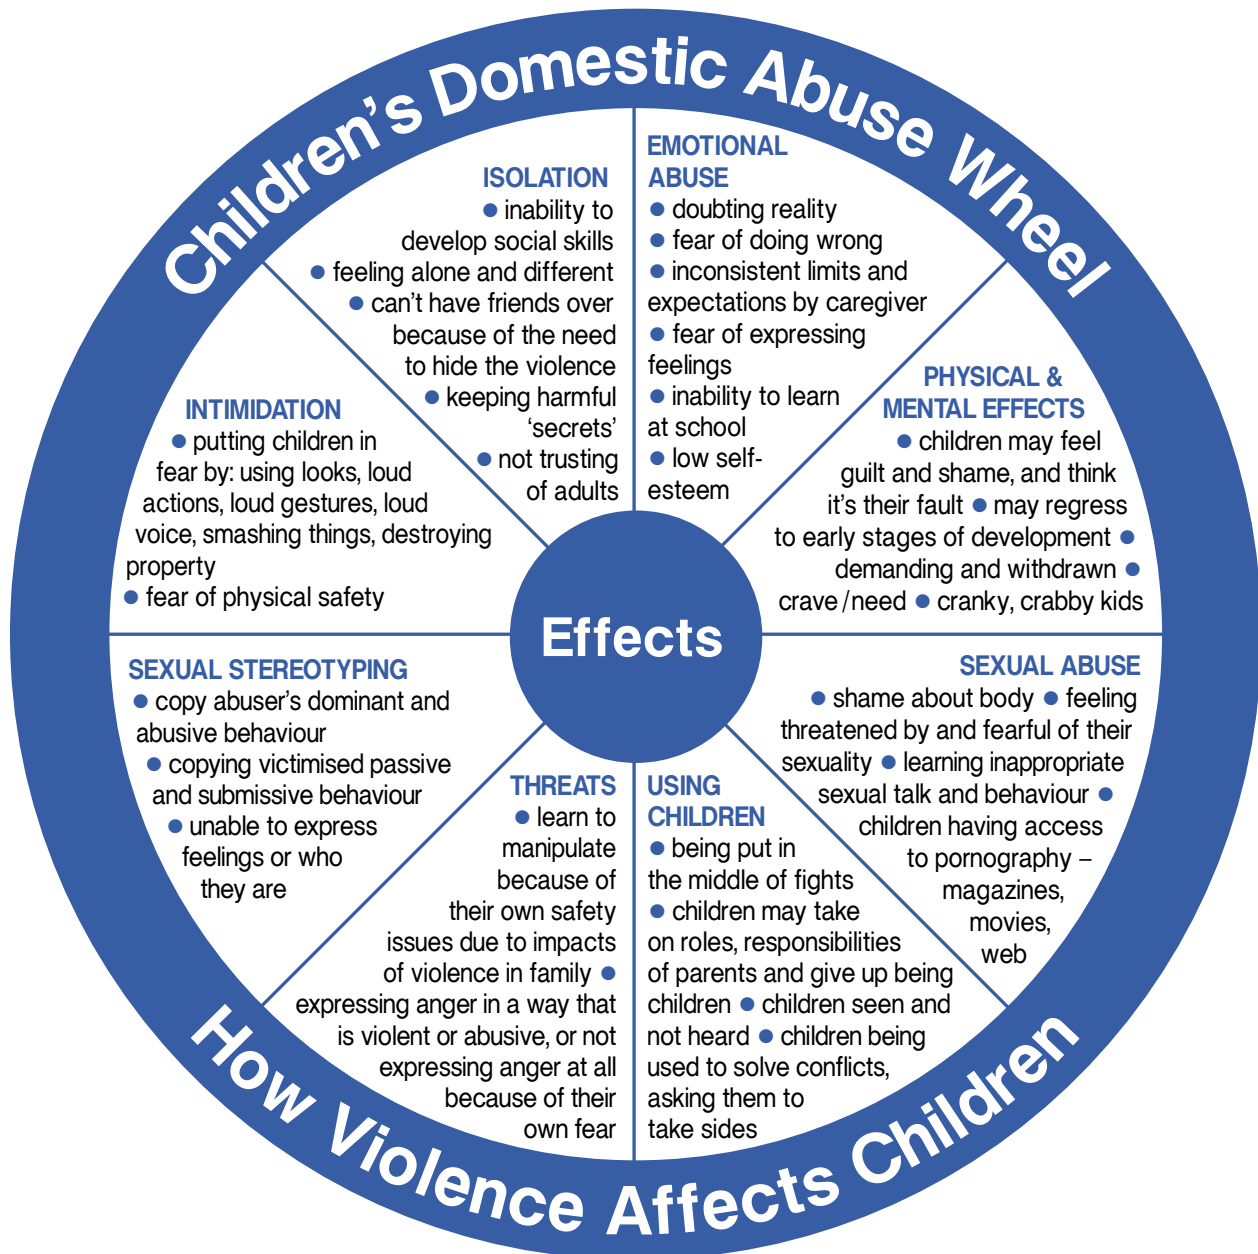 Children's Domestic Abuse Wheel
EMOTIONAL
ABUSE
● doubting reality
● fear of doing wrong
● inconsistent limits and
expectations by caregiver
● fear of expressing
feelings
● inability to learn
at school
● low self-
esteem
PHYSICAL &
MENTAL EFFECTS
● children may feel
guilt and shame, and think
it's their fault ● may regress
to early stages of development ●
demanding and withdrawn ●
crave/need ● cranky, crabby kids
SEXUAL ABUSE
● shame about body ● feeling
threatened by and fearful of their
sexuality ● learning inappropriate
sexual talk and behaviour ●
children having access
to pornography –
magazines,
movies,
web
USING
CHILDREN
● being put in
the middle of fights
● children may take
on roles, responsibilities
of parents and give up being
children ● children seen and
not heard ● children being
used to solve conflicts,
asking them to
take sides
THREATS
● learn to
manipulate
because of
their own safety
issues due to impacts
of violence in family ●
expressing anger in a way that
is violent or abusive, or not
expressing anger at all
because of their
own fear
SEXUAL STEREOTYPING
● copy abuser's dominant and
abusive behaviour
● copying victimised passive
and submissive behaviour
● unable to express
feelings or who
they are
INTIMIDATION
● putting children in
fear by: using looks, loud
actions, loud gestures, loud
voice, smashing things, destroying
property
● fear of physical safety
ISOLATION
● inability to
develop social skills
● feeling alone and different
● can't have friends over
because of the need
to hide the violence
● keeping harmful
‘secrets’
● not trusting
of adults
Effects
How Violence Affects Children